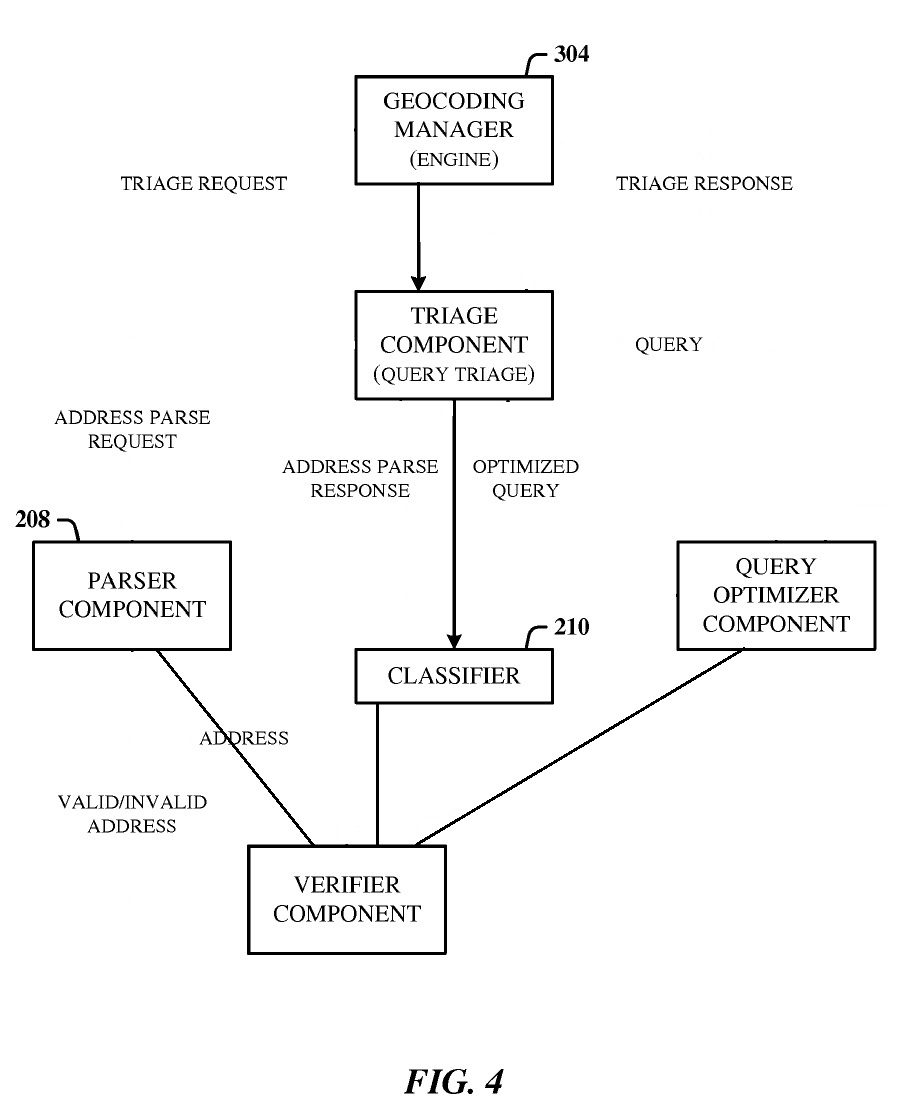 304
GEOCODING
MANAGER
(ENGINE)
TRIAGE REQUEST
TRIAGE RESPONSE
TRIAGE
COMPONENT
(QUERY TRIAGE)
QUERY
ADDRESS PARSE
REQUEST
ADDRESS PARSE
RESPONSE
OPTIMIZED
QUERY
208
PARSER
COMPONENT
QUERY
OPTIMIZER
COMPONENT
210
CLASSIFIER
ADDRESS
VALID/INVALID
ADDRESS
VERIFIER
COMPONENT
FIG. 4